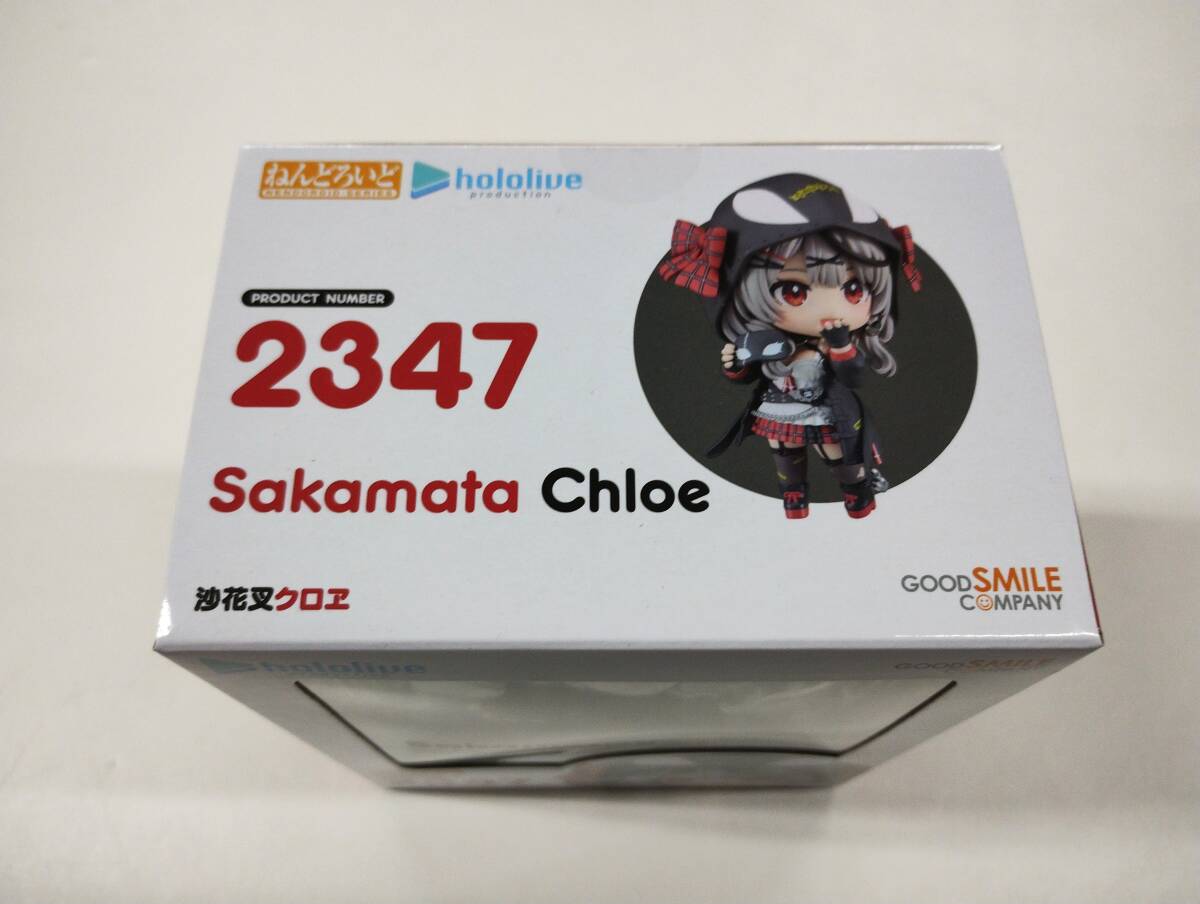 ねんどろいど
NENDOROID SERIES
hololive
production
PRODUCT NUMBER
2347
Sakamata Chloe
沙花叉クロヱ
GOOD SMILE
COMPANY
hololive
GOOD SMILE